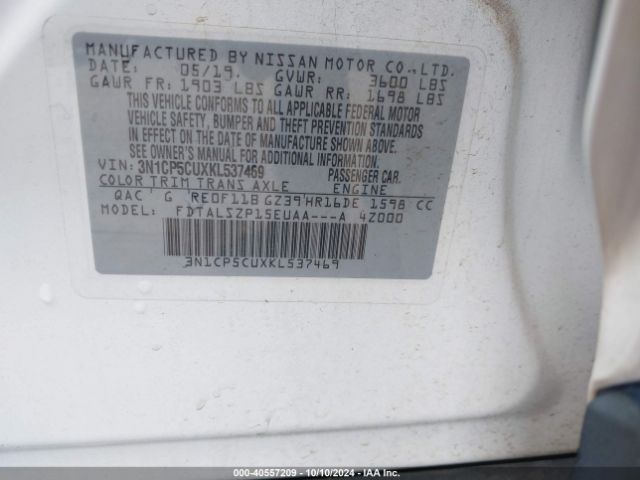 MANUFACTURED BY NISSAN MOTOR CO.,LTD.
DATE: 05/19. GVWR: 3600 LBS
GAWR FR: 1903 LBS GAWR RR: 1698 LBS
THIS VEHICLE CONFORMS TO ALL APPLICABLE FEDERAL MOTOR
VEHICLE SAFETY, BUMPER AND THEFT PREVENTION STANDARDS
IN EFFECT ON THE DATE OF MANUFACTURE SHOWN ABOVE.
SEE OWNER'S MANUAL FOR ADDITIONAL INFORMATION.
VIN: 3N1CP5CUXKL537469 PASSENGER CAR.
COLOR TRIM TRANS AXLE ENGINE
QAC G RE0F11B GZ39 HR16DE 1598 CC
MODEL: FDTALSZP15EUAA---A 4Z000
3N1CP5CUXKL537469
000-40557209 - 10/10/2024 - IAA Inc.